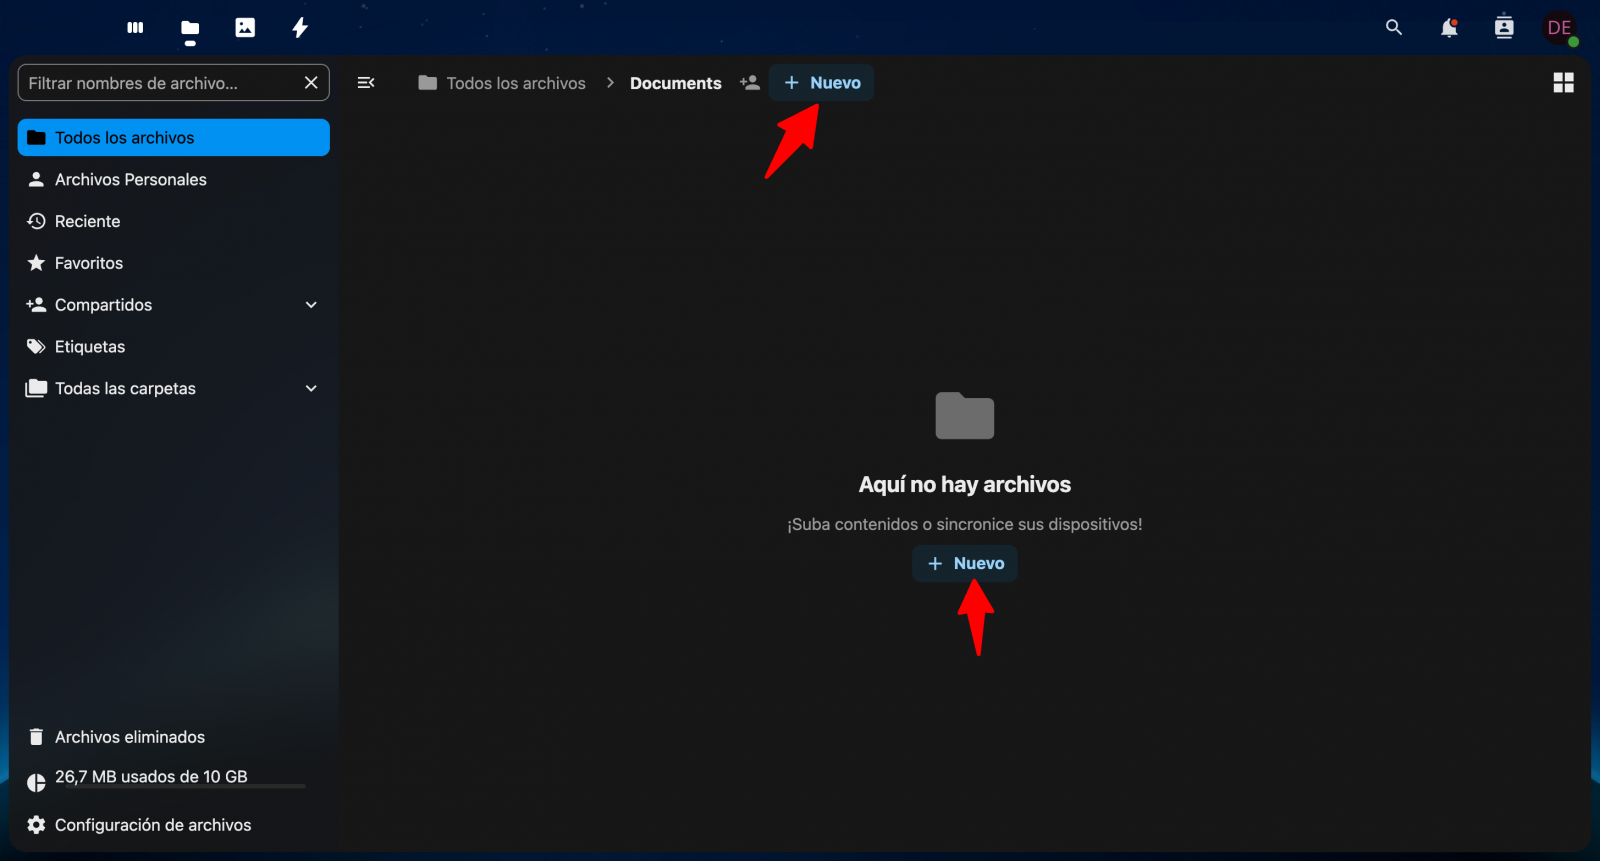 DE
Filtrar nombres de archivo...
Todos los archivos
Documents
Nuevo
Todos los archivos
Archivos Personales
Reciente
Favoritos
Compartidos
Etiquetas
Todas las carpetas
Aquí no hay archivos
¡Suba contenidos o sincronice sus dispositivos!
Nuevo
Archivos eliminados
26,7 MB usados de 10 GB
Configuración de archivos